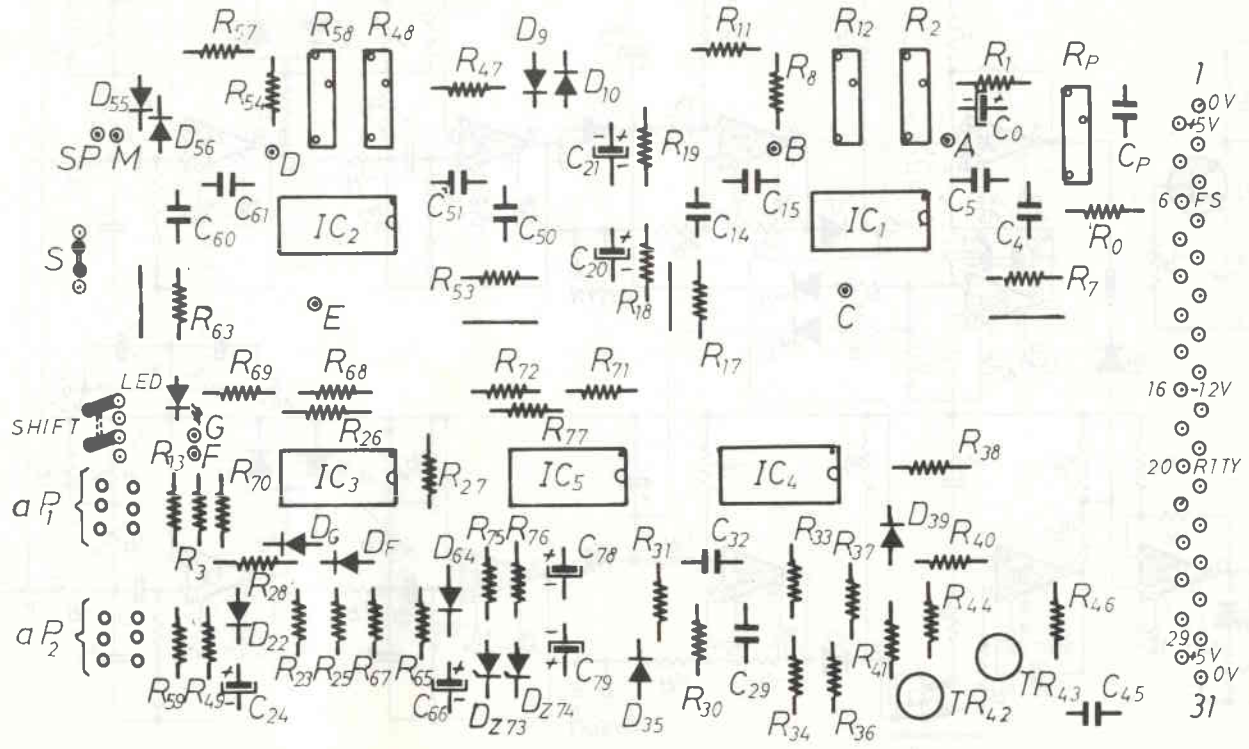 R57 R58 R48 D9 R11 R12 R2 R1 RP 1
D55 R54 R47 D10 R8 C0 0V
+5V
SP M D56 D C21 R19 B A CP
C61 C51 C15 C5
C60 IC2 C50 C14 IC1 C4 6 FS
S C20 R0
R63 E R53 R18 R17 C R7
LED R69 R68 R72 R71 16 -12V
SHIFT G R26 R77 R38
R13 F R70 IC3 R27 IC5 IC4 20 RTTY
aP1
DG DF D64 R75 R76 C78 R31 C32 R33 R37 D39 R40
R3 R28
aP2 D22 R44 R46
29 +5V
R59 R49 C24 R23 R25 R67 R65 C66 DZ73 DZ74 C79 D35 R30 C29 R34 R36 R41 TR42 TR43 C45 0V
31